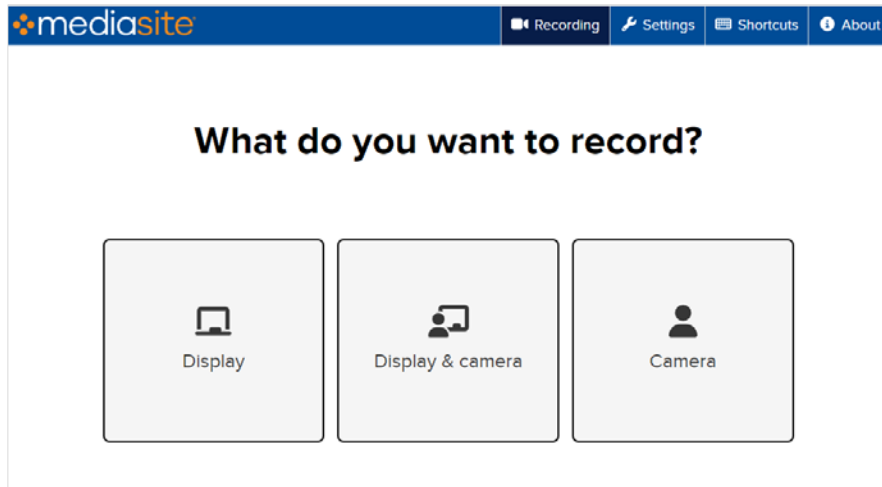 mediasite
Recording
Settings
Shortcuts
About
What do you want to record?
Display
Display & camera
Camera